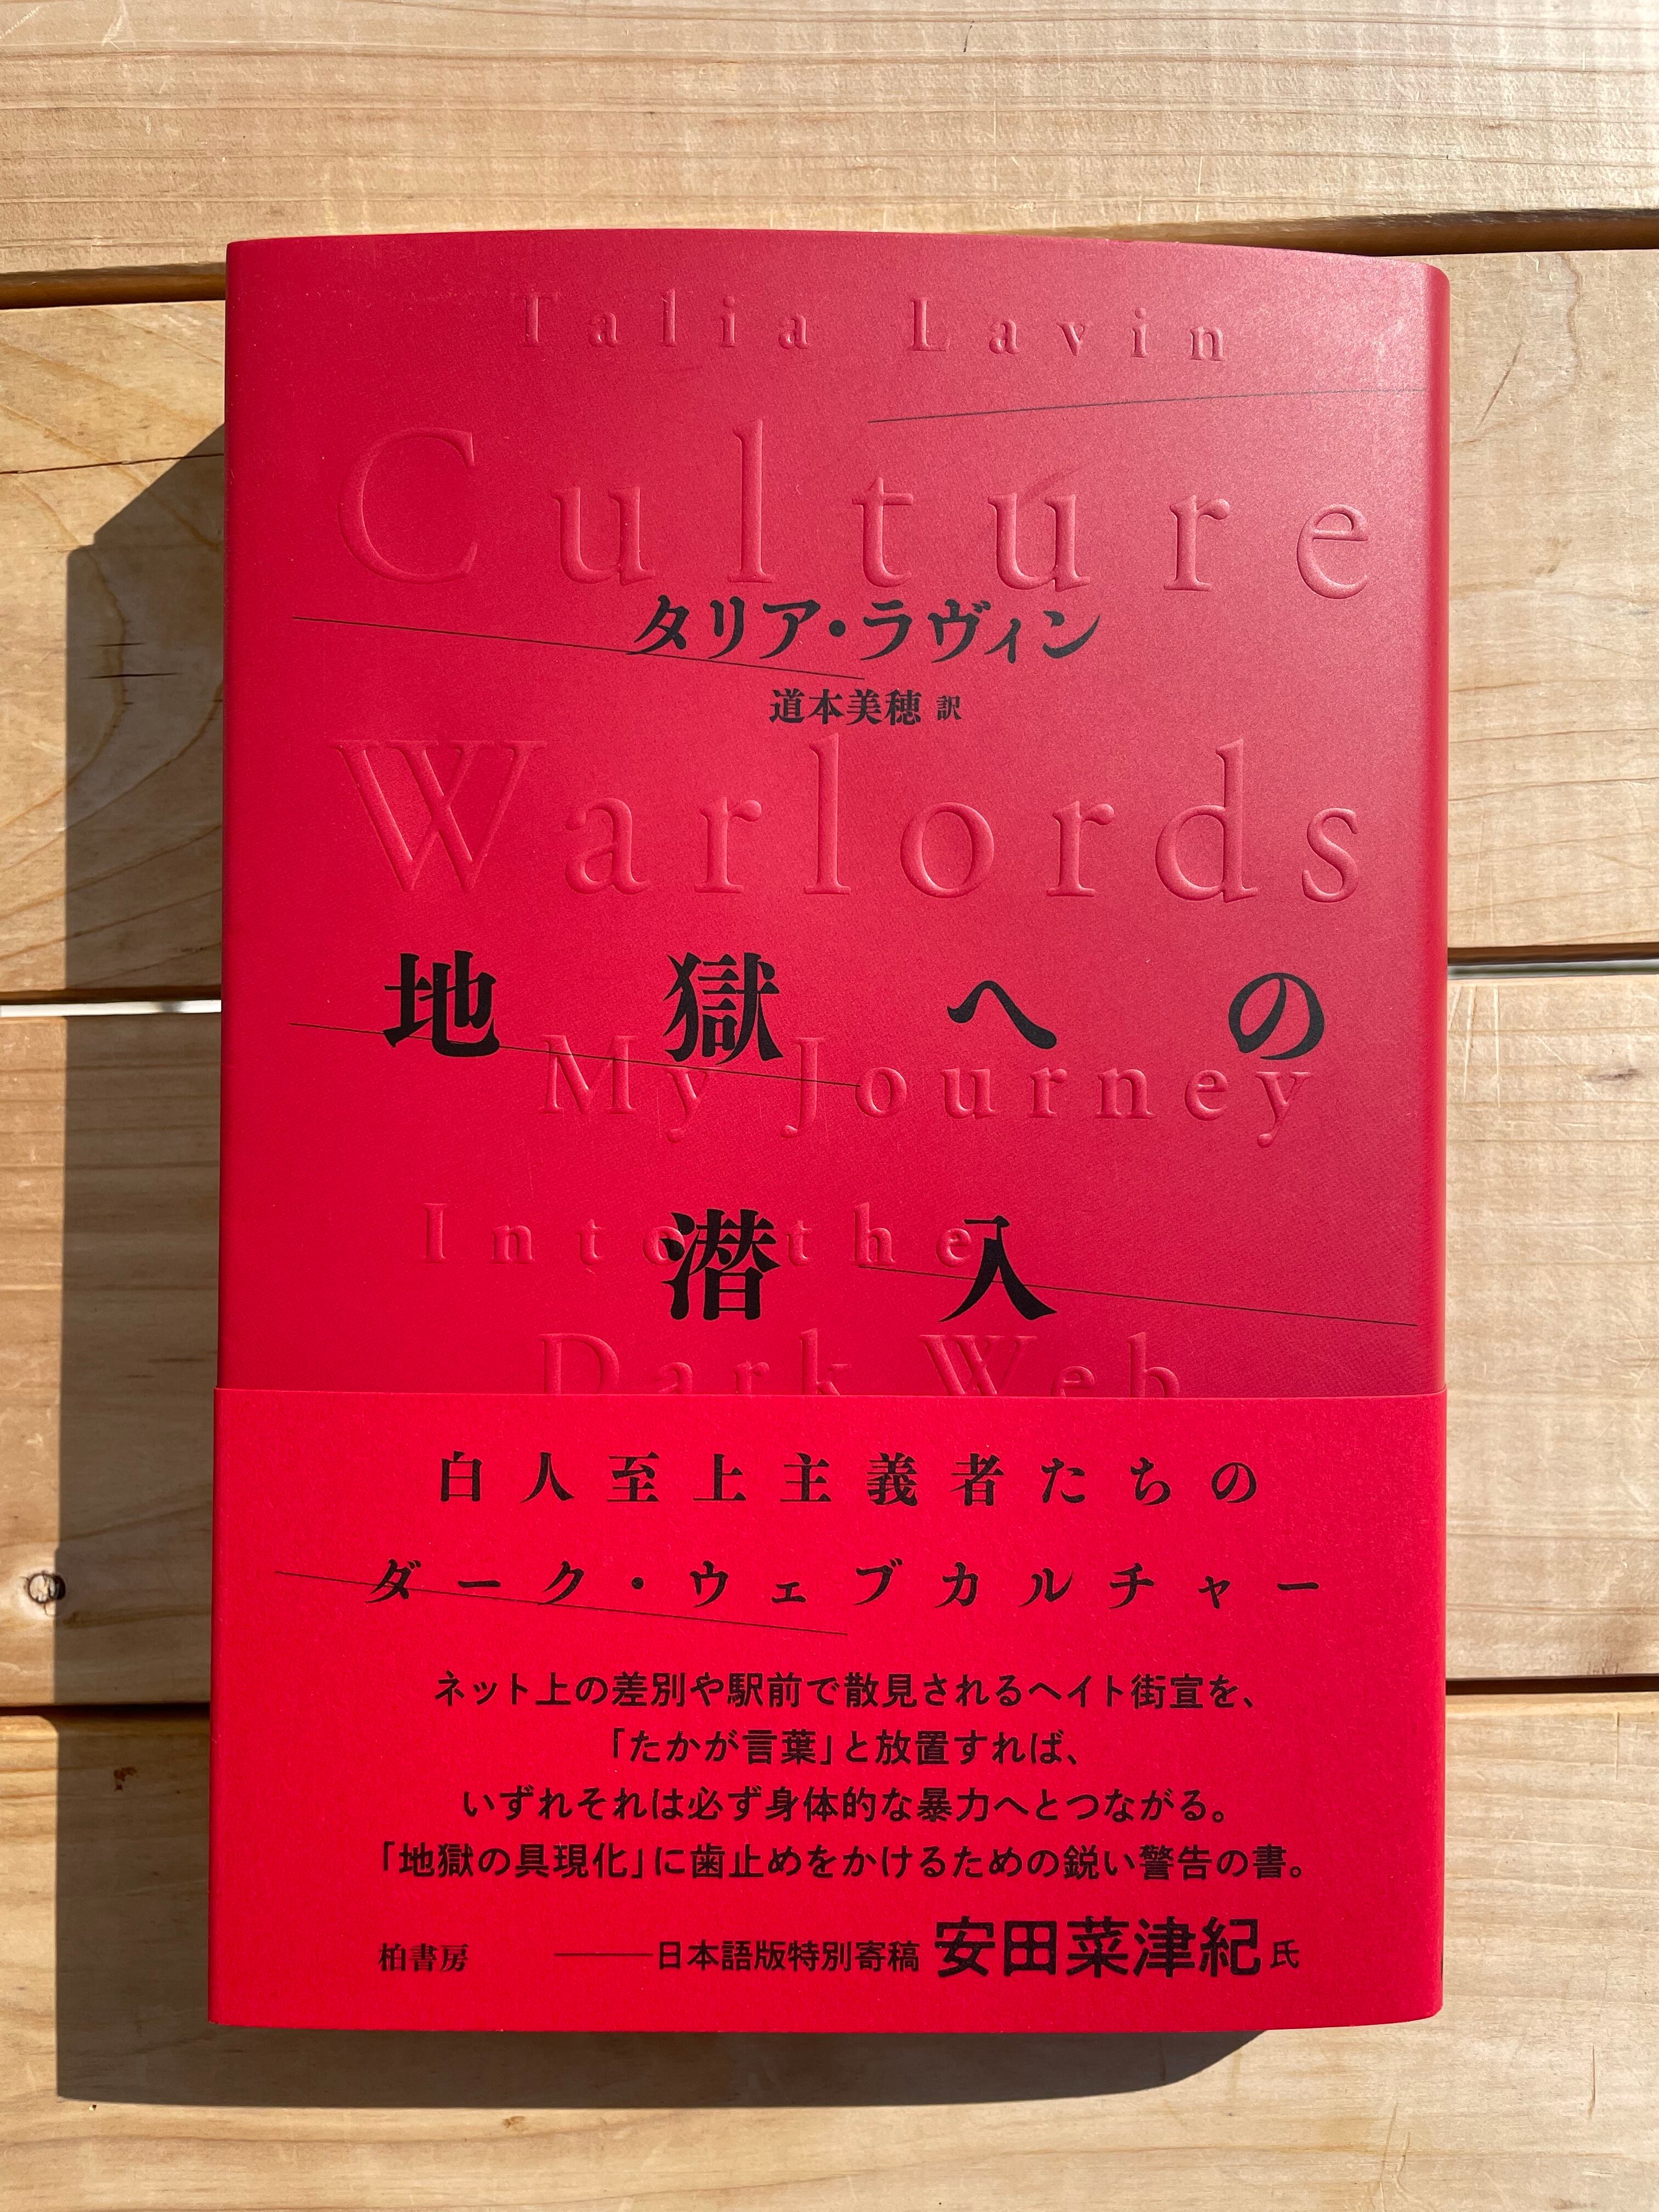 Talia Lavin
Culture
タリア・ラヴィン
道本美穂 訳
Warlords
地獄への
My Journey
Into the
潜入
Dark Web
白人至上主義者たちの
ダーク・ウェブカルチャー
ネット上の差別や駅前で散見されるヘイト街宣を、
「たかが言葉」と放置すれば、
いずれそれは必ず身体的な暴力へとつながる。
「地獄の具現化」に歯止めをかけるための鋭い警告の書。
柏書房 ――日本語版特別寄稿 安田菜津紀氏